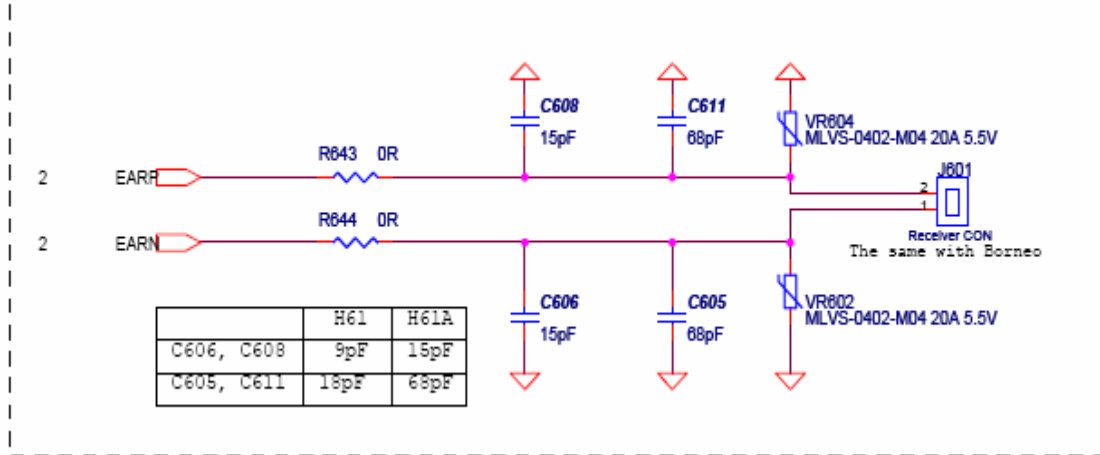 C608
15pF
C611
68pF
VR604
MLVS-0402-M04 20A 5.5V
R643 0R
2 EARP
J601
2
1
R644 0R
2 EARN
Receiver CON
The same with Borneo
C606
15pF
C605
68pF
VR602
MLVS-0402-M04 20A 5.5V
H61 H61A
C606, C608 9pF 15pF
C605, C611 18pF 68pF